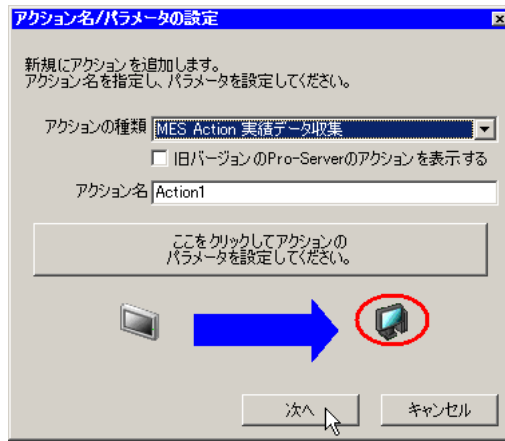 アクション名/パラメータの設定
新規にアクションを追加します。
アクション名を指定し、パラメータを設定してください。
アクションの種類 MES Action 実績データ収集
旧バージョンのPro-Serverのアクションを表示する
アクション名 Action1
ここをクリックしてアクションの
パラメータを設定してください。
次へ キャンセル